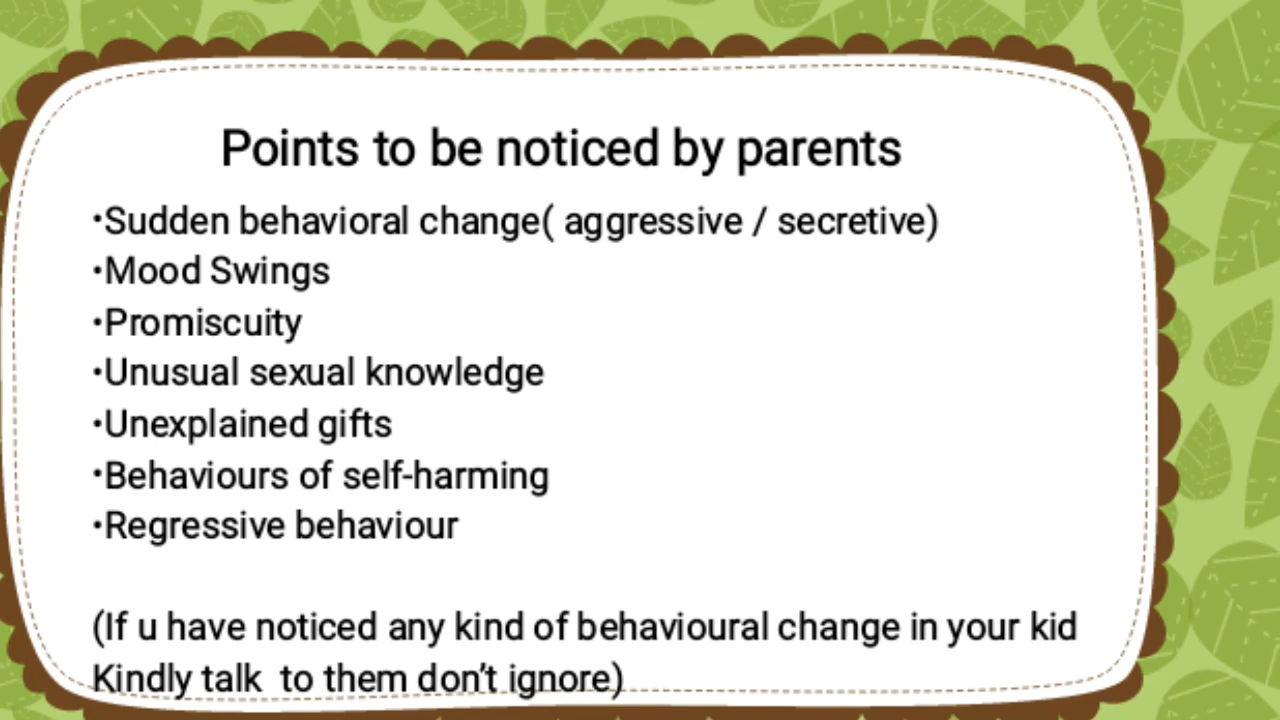 Points to be noticed by parents
•Sudden behavioral change( aggressive / secretive)
•Mood Swings
•Promiscuity
•Unusual sexual knowledge
•Unexplained gifts
•Behaviours of self-harming
•Regressive behaviour
(If u have noticed any kind of behavioural change in your kid
Kindly talk  to them don’t ignore)